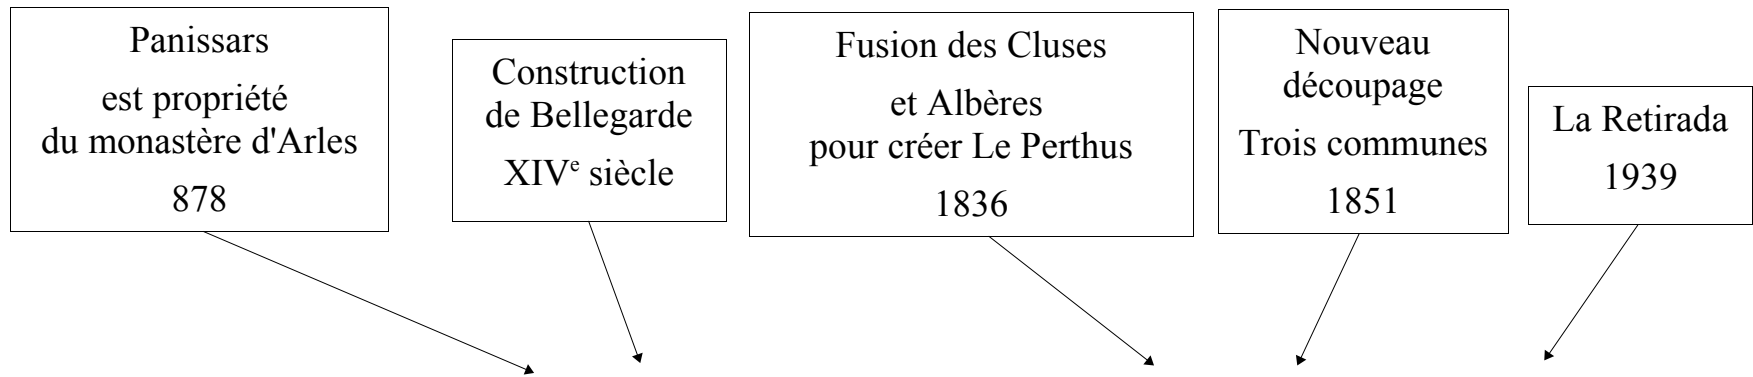 Panissars
est propriété
du monastère d'Arles
878
Construction
de Bellegarde
XIVe siècle
Fusion des Cluses
et Albères
pour créer Le Perthus
1836
Nouveau
découpage
Trois communes
1851
La Retirada
1939